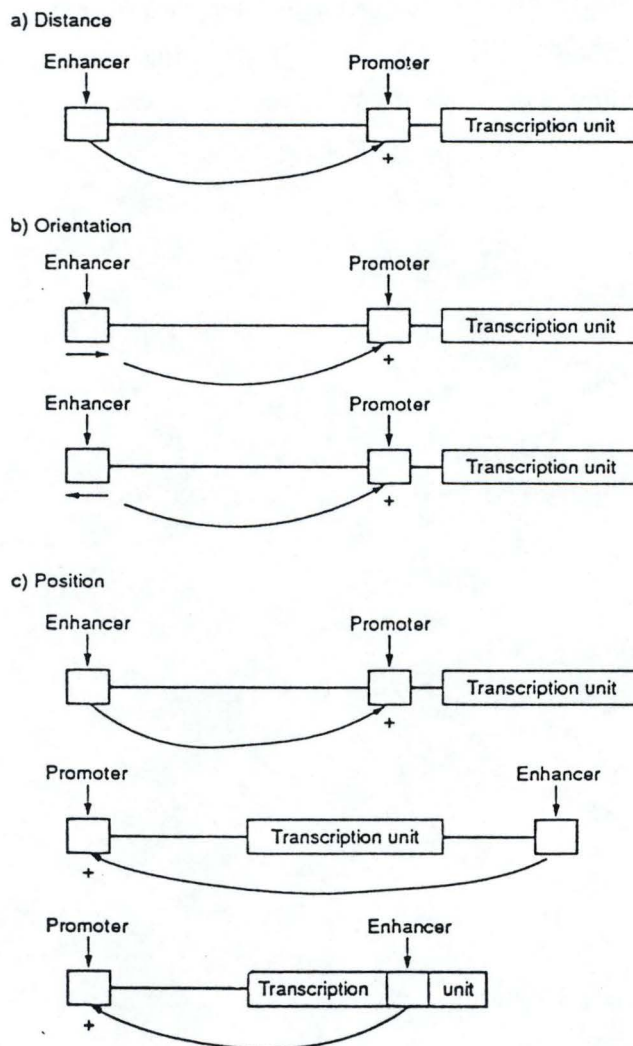 a) Distance
Enhancer Promoter
Transcription unit
+
b) Orientation
Enhancer Promoter
Transcription unit
+
Enhancer Promoter
Transcription unit
+
c) Position
Enhancer Promoter
Transcription unit
+
Promoter Enhancer
Transcription unit
+
Promoter Enhancer
Transcription unit
+